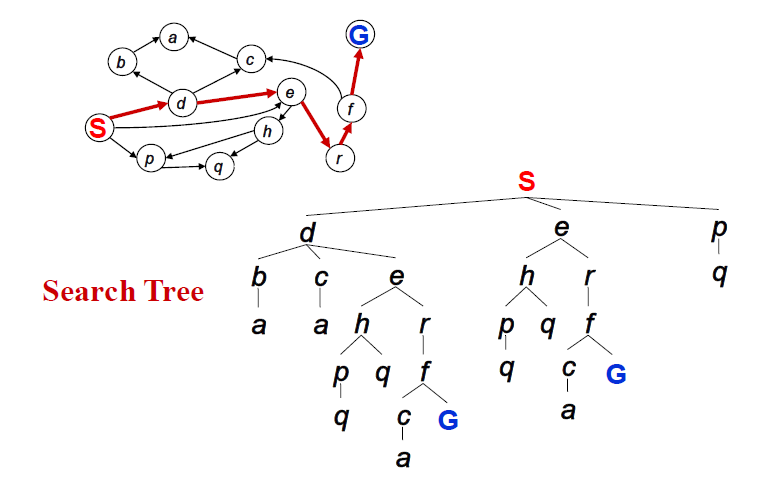 G
a
b
c
e
d
f
S
h
p
q
r
S
d e p
Search Tree
b c e h r q
a a h r p q f
p q f q c G
q c G a
a